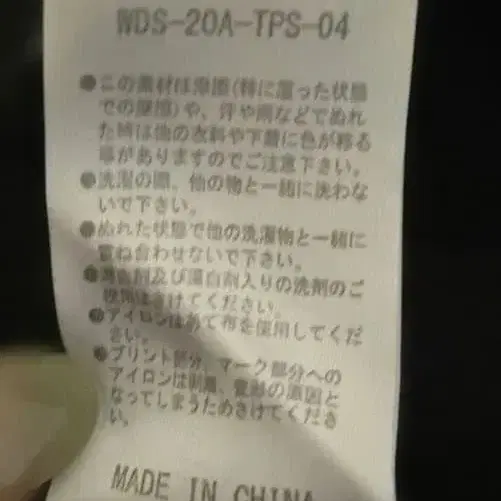 WDS-20A-TPS-04
●この素材は摩擦(特に湿った状態
での摩擦)や、汗や雨などでぬれ
た時は他の衣料や下着に色が移る
事がありますのでご注意下さい。
●洗濯の際、他の物と一緒に洗わな
いで下さい。
●ぬれた状態で他の洗濯物と一緒に
重ね合わせないで下さい。
●漂白剤及び蛍白剤入りの洗剤のご
使用はさけてください。
●アイロンはあて布を使用してくだ
さい。
●プリント部分、マーク部分への
アイロンは剥離、変形の原因と
なってしまうためさけてくださ
い。
MADE IN CHINA